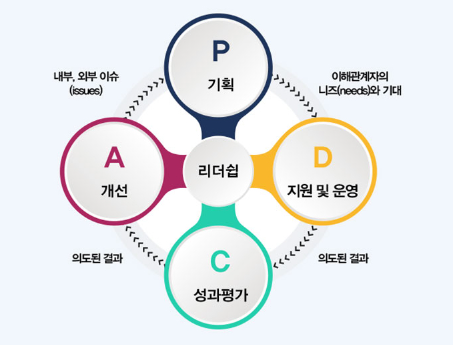 P
기획
내부, 외부 이슈
(issues)
이해관계자의
니즈(needs)와 기대
A
개선
리더쉽
D
지원 및 운영
의도된 결과
의도된 결과
C
성과평가